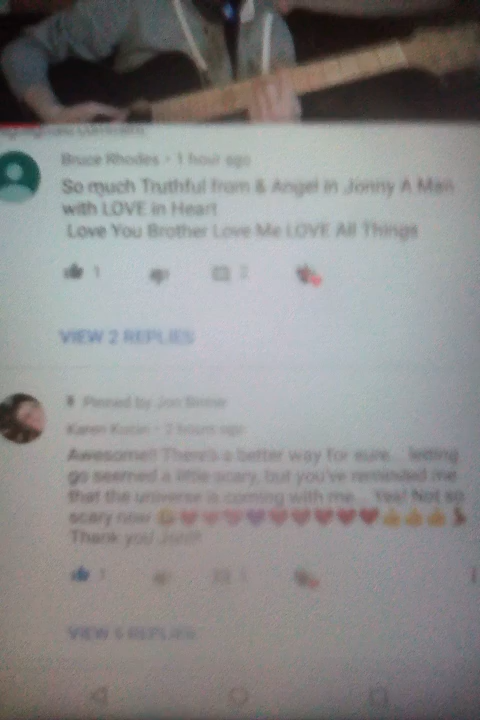 Bruce Rhodes • 1 hour ago
So much Truthful from & Angel in Jonny A Man
with LOVE in Heart
Love You Brother Love Me LOVE All Things
1
2
VIEW 2 REPLIES
Pinned by Jon
Karen • 2 hours ago
Awesome!! There's a better way for sure... letting
go seemed a little scary, but you've reminded me
that the universe is coming with me... Yes! Not so
scary now 😀❤💗💗💜❤❤❤❤❤👍👍👍💃
Thank you
VIEW REPLIES